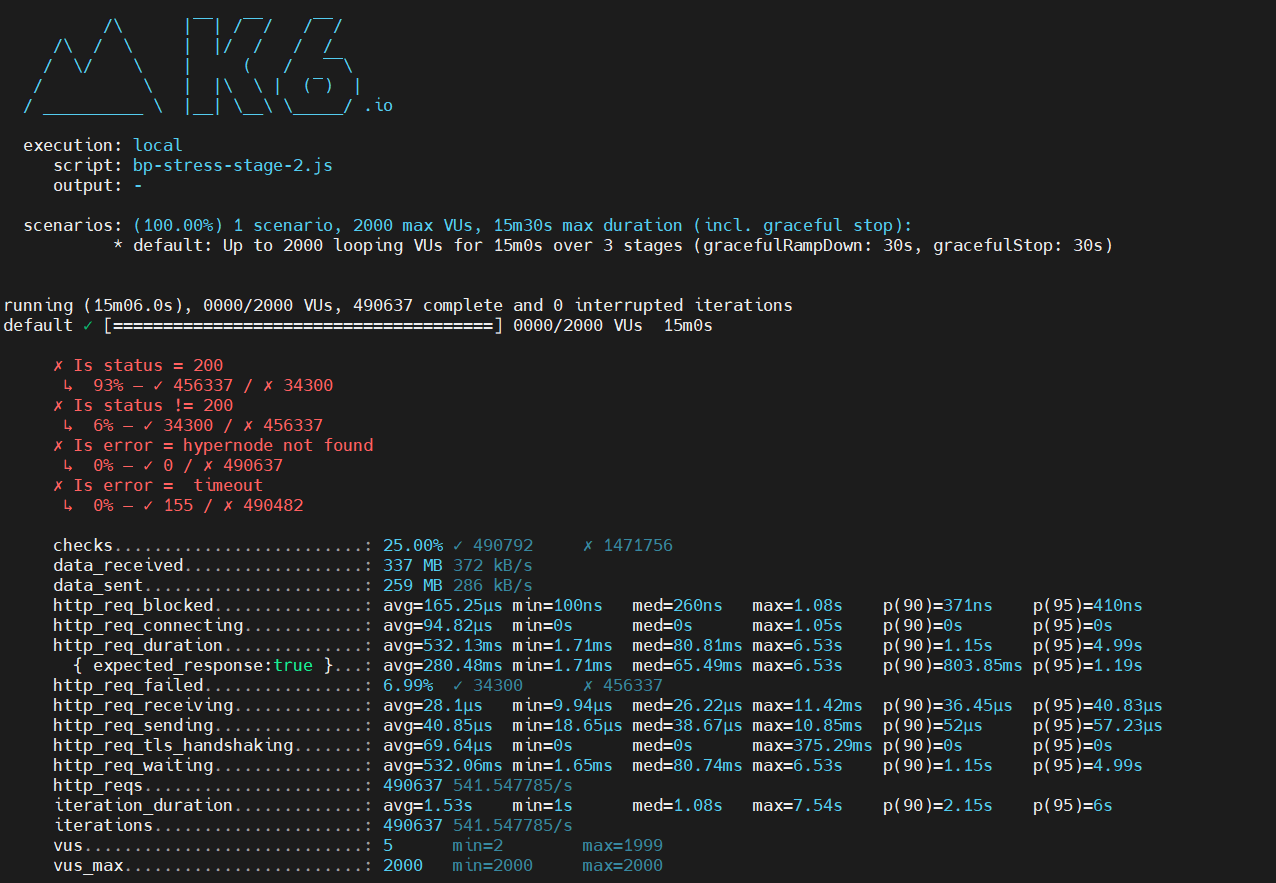 /\      |‾‾| /‾‾/   /‾‾/
     /\  /  \     |  |/  /   /  /
    /  \/    \    |     (   /   ‾‾\
   /          \   |  |\  \ |  (‾)  |
  / __________ \  |__| \__\ \_____/ .io
execution: local
script: bp-stress-stage-2.js
output: -
scenarios: (100.00%) 1 scenario, 2000 max VUs, 15m30s max duration (incl. graceful stop):
* default: Up to 2000 looping VUs for 15m0s over 3 stages (gracefulRampDown: 30s, gracefulStop: 30s)
running (15m06.0s), 0000/2000 VUs, 490637 complete and 0 interrupted iterations
default ✓ [======================================] 0000/2000 VUs  15m0s
✗ Is status = 200
↳  93% — ✓ 456337 / ✗ 34300
✗ Is status != 200
↳  6% — ✓ 34300 / ✗ 456337
✗ Is error = hypernode not found
↳  0% — ✓ 0 / ✗ 490637
✗ Is error =  timeout
↳  0% — ✓ 155 / ✗ 490482
checks.........................: 25.00% ✓ 490792     ✗ 1471756
data_received..................: 337 MB 372 kB/s
data_sent......................: 259 MB 286 kB/s
http_req_blocked...............: avg=165.25µs min=100ns   med=260ns   max=1.08s    p(90)=371ns    p(95)=410ns
http_req_connecting............: avg=94.82µs  min=0s      med=0s      max=1.05s    p(90)=0s       p(95)=0s
http_req_duration..............: avg=532.13ms min=1.71ms  med=80.81ms max=6.53s    p(90)=1.15s    p(95)=4.99s
{ expected_response:true }...: avg=280.48ms min=1.71ms  med=65.49ms max=6.53s    p(90)=803.85ms p(95)=1.19s
http_req_failed................: 6.99%  ✓ 34300      ✗ 456337
http_req_receiving.............: avg=28.1µs   min=9.94µs  med=26.22µs max=11.42ms  p(90)=36.45µs  p(95)=40.83µs
http_req_sending...............: avg=40.85µs  min=18.65µs med=38.67µs max=10.85ms  p(90)=52µs     p(95)=57.23µs
http_req_tls_handshaking.......: avg=69.64µs  min=0s      med=0s      max=375.29ms p(90)=0s       p(95)=0s
http_req_waiting...............: avg=532.06ms min=1.65ms  med=80.74ms max=6.53s    p(90)=1.15s    p(95)=4.99s
http_reqs......................: 490637 541.547785/s
iteration_duration.............: avg=1.53s    min=1s      med=1.08s   max=7.54s    p(90)=2.15s    p(95)=6s
iterations.....................: 490637 541.547785/s
vus............................: 5      min=2        max=1999
vus_max........................: 2000   min=2000     max=2000